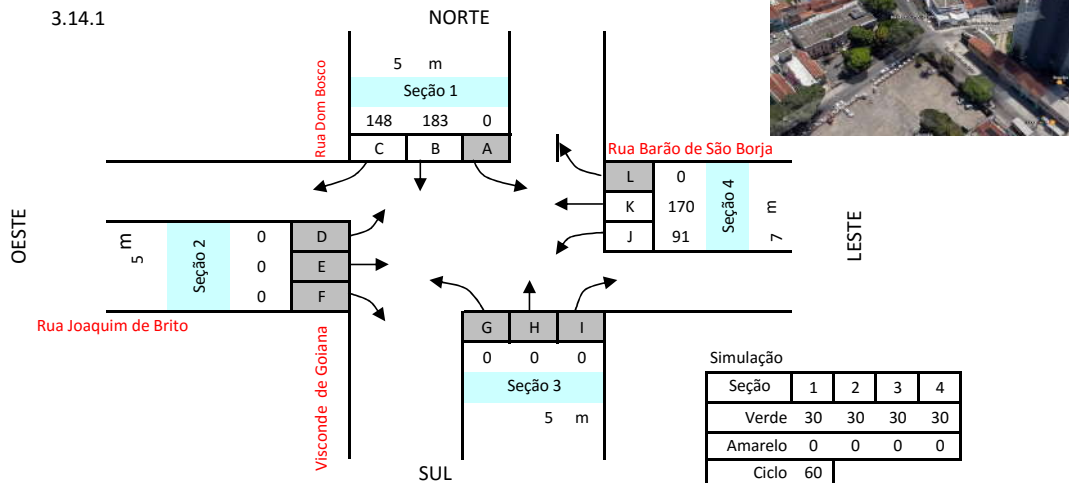 3.14.1
NORTE
Rua Dom Bosco
5 m
Seção 1
148 183 0
C B A
Rua Barão de São Borja
L 0
K 170
J 91
Seção 4
7 m
LESTE
OESTE
5 m
Seção 2
0 D
0 E
0 F
Rua Joaquim de Brito
Visconde de Goiana
G H I
0 0 0
Seção 3
5 m
SUL
Simulação
Seção 1 2 3 4
Verde 30 30 30 30
Amarelo 0 0 0 0
Ciclo 60